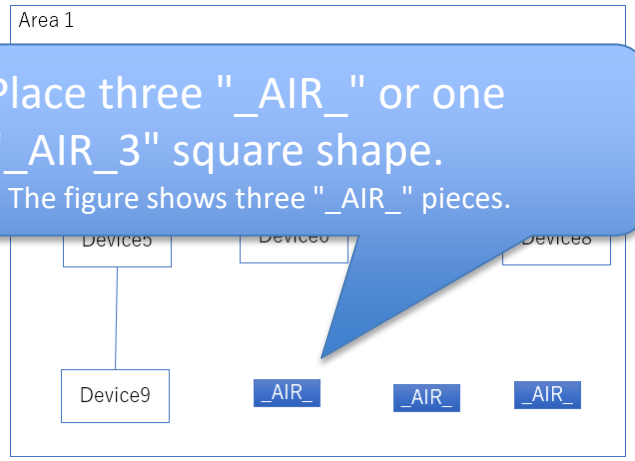 Area 1
Place three "_AIR_" or one
"_AIR_3" square shape.
The figure shows three "_AIR_" pieces.
Device5 Device8
Device9 _AIR_ _AIR_ _AIR_